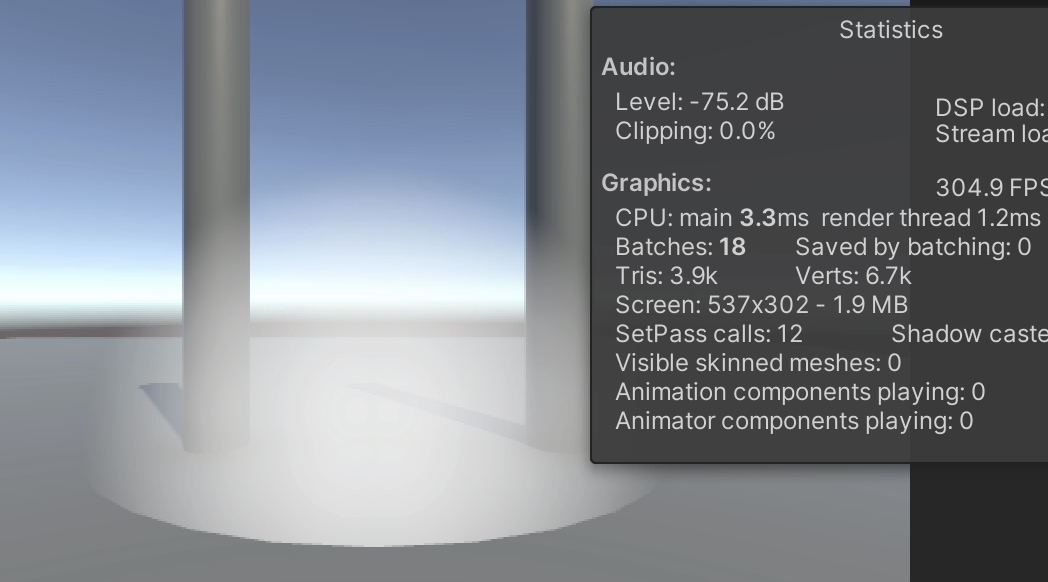 Statistics
Audio:
Level: -75.2 dB
DSP load:
Clipping: 0.0%
Stream loa
Graphics:
304.9 FPS
CPU: main 3.3ms render thread 1.2ms
Batches: 18 Saved by batching: 0
Tris: 3.9k Verts: 6.7k
Screen: 537x302 - 1.9 MB
SetPass calls: 12 Shadow caste
Visible skinned meshes: 0
Animation components playing: 0
Animator components playing: 0